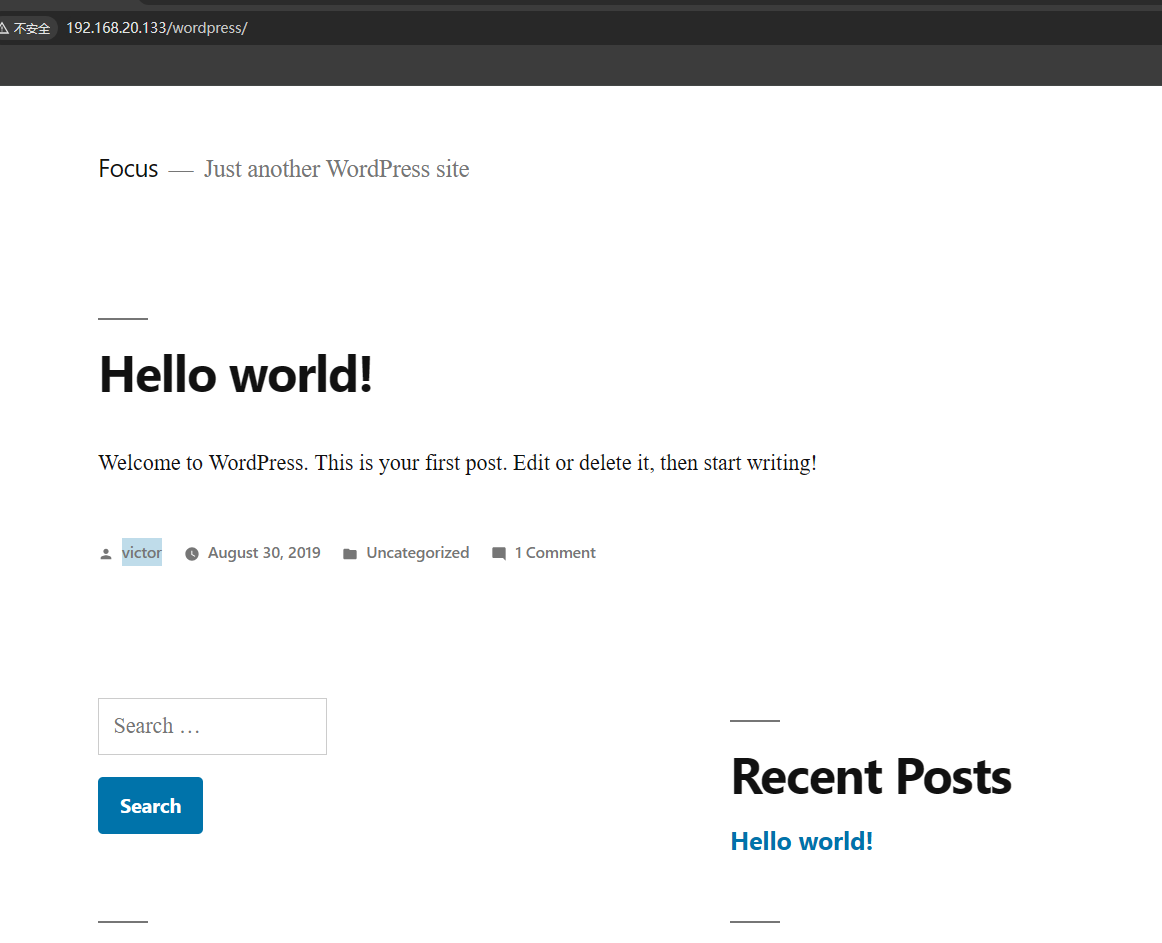 不安全 192.168.20.133/wordpress/
Focus — Just another WordPress site
Hello world!
Welcome to WordPress. This is your first post. Edit or delete it, then start writing!
victor August 30, 2019 Uncategorized 1 Comment
Search …
Search
Recent Posts
Hello world!